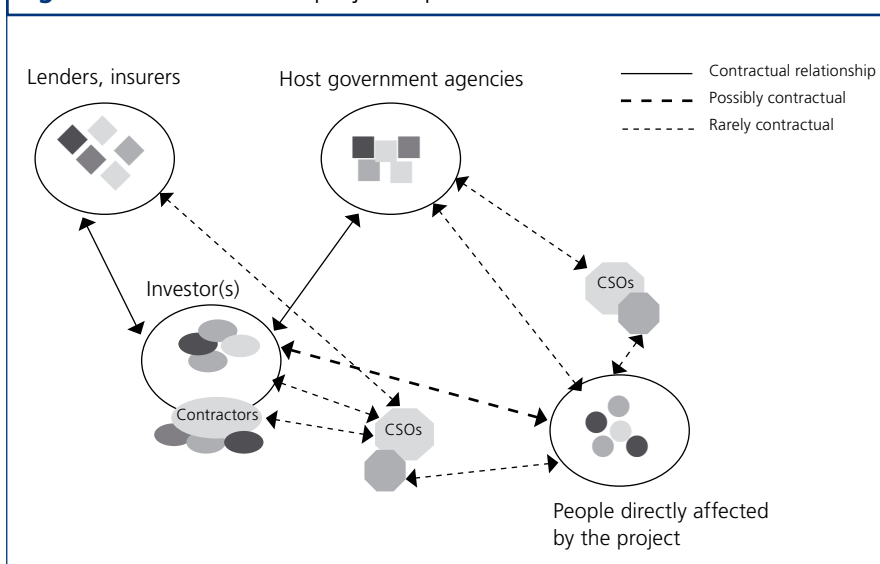 Lenders, insurers
Host government agencies
Contractual relationship
Possibly contractual
Rarely contractual
CSOs
Investor(s)
Contractors
CSOs
People directly affected
by the project